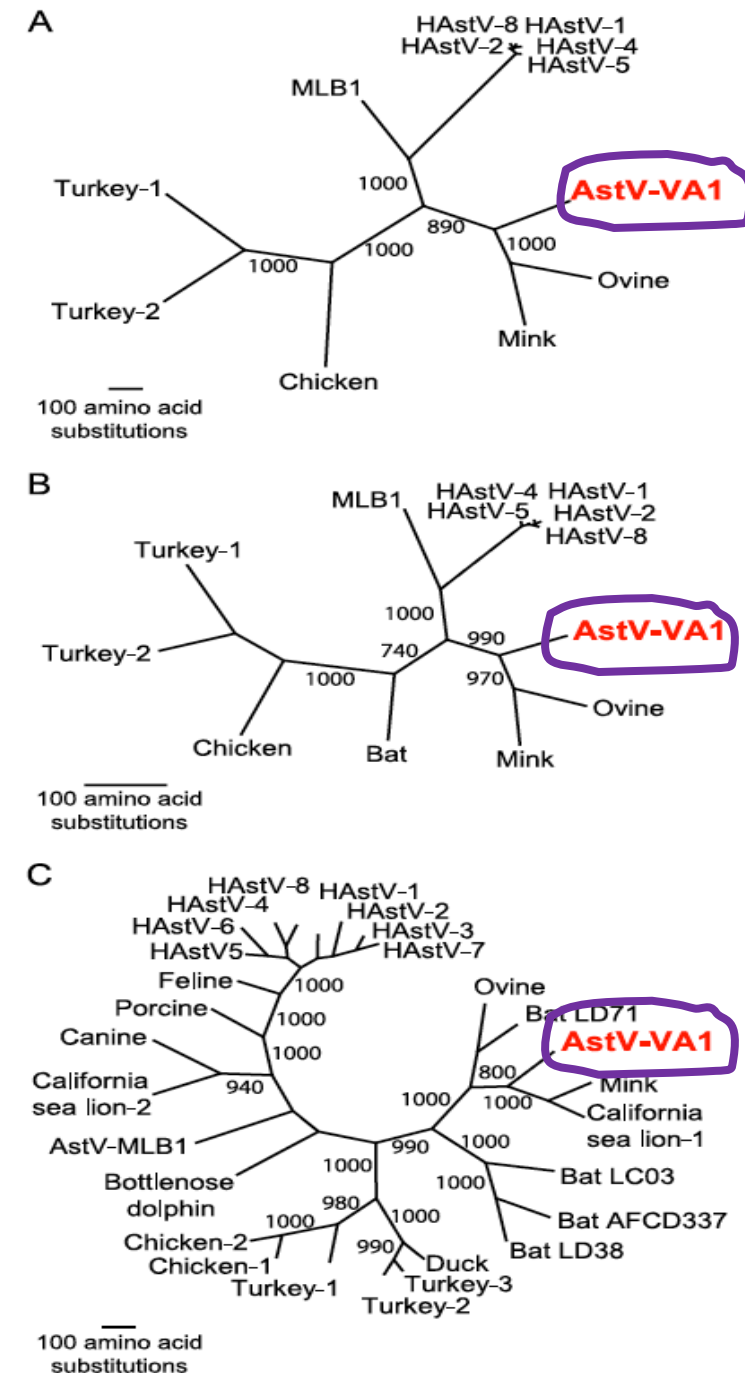 A
HAstV-8 HAstV-1
HAstV-2 HAstV-4
HAstV-5
MLB1
Turkey-1
1000
AstV-VA1
890
1000
1000
1000
Ovine
Turkey-2
Mink
Chicken
100 amino acid
substitutions
B
MLB1
HAstV-4 HAstV-1
HAstV-5 HAstV-2
HAstV-8
Turkey-1
1000
990
AstV-VA1
Turkey-2
740
970
1000
Ovine
Chicken
Bat
Mink
100 amino acid
substitutions
C
HAstV-8
HAstV-1
HAstV-4
HAstV-2
HAstV-6
HAstV-3
HAstV5
HAstV-7
Feline
1000
Ovine
Porcine
1000
Bat LD71
Canine
1000
AstV-VA1
800
Mink
California
sea lion-2
940
1000
1000
California
sea lion-1
AstV-MLB1
990
1000
Bottlenose
dolphin
1000
Bat LC03
1000
980
1000
Bat AFCD337
1000
Chicken-2
990
Bat LD38
Chicken-1
Duck
Turkey-1
Turkey-3
Turkey-2
100 amino acid
substitutions